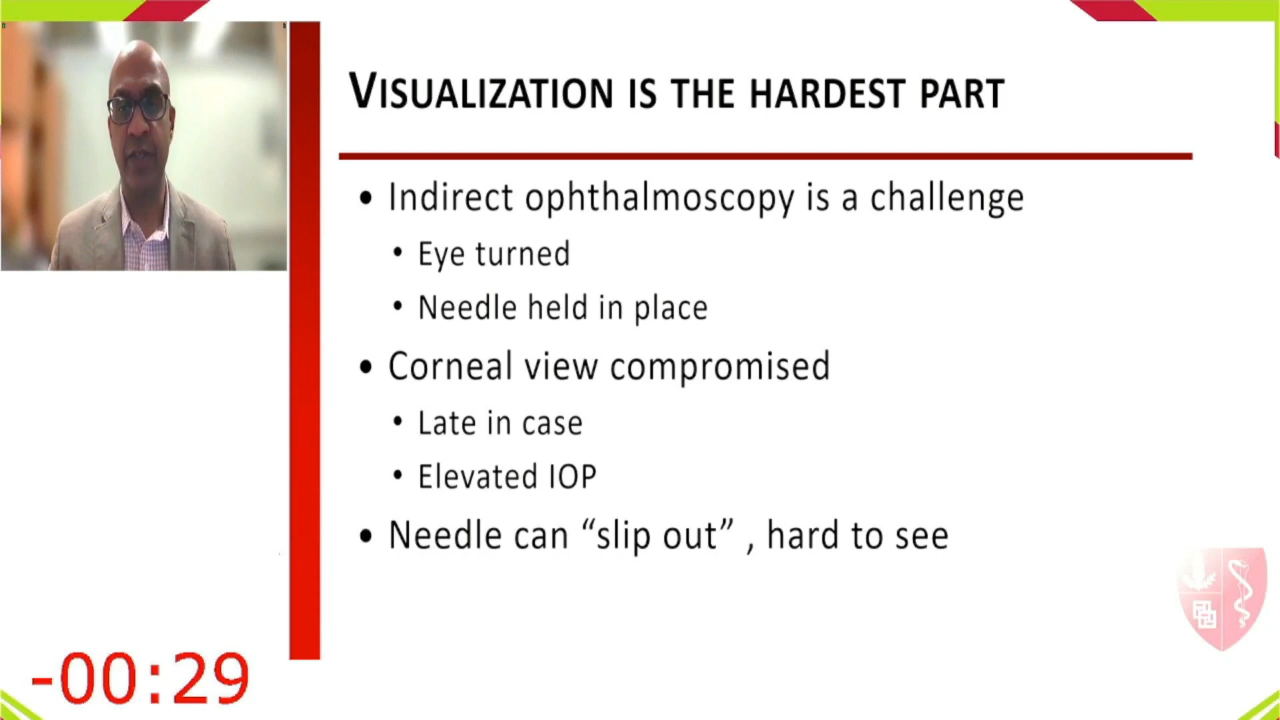 VISUALIZATION IS THE HARDEST PART
• Indirect ophthalmoscopy is a challenge
• Eye turned
• Needle held in place
• Corneal view compromised
• Late in case
• Elevated IOP
• Needle can “slip out” , hard to see
-00:29